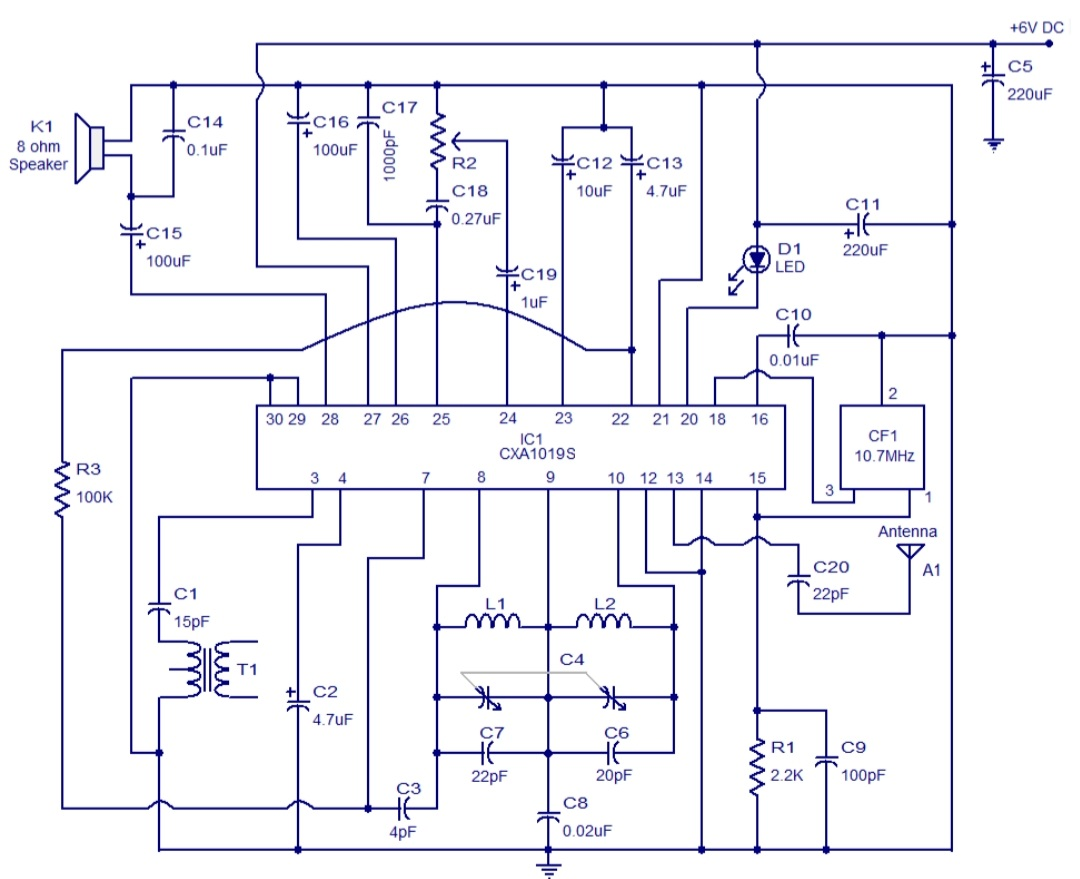 +6V DC
C5
220uF
K1
8 ohm
Speaker
C14
0.1uF
C16
100uF
C17
1000pF
R2
C18
0.27uF
C12
10uF
C13
4.7uF
C15
100uF
C19
1uF
C11
220uF
D1
LED
C10
0.01uF
30 29 28 27 26 25 24 23 22 21 20 18 16
IC1
CXA1019S
3 4 7 8 9 10 12 13 14 15
2
CF1
10.7MHz
3
1
R3
100K
Antenna
A1
C20
22pF
C1
15pF
T1
L1
L2
C4
C2
4.7uF
C7
22pF
C6
20pF
R1
2.2K
C9
100pF
C3
4pF
C8
0.02uF